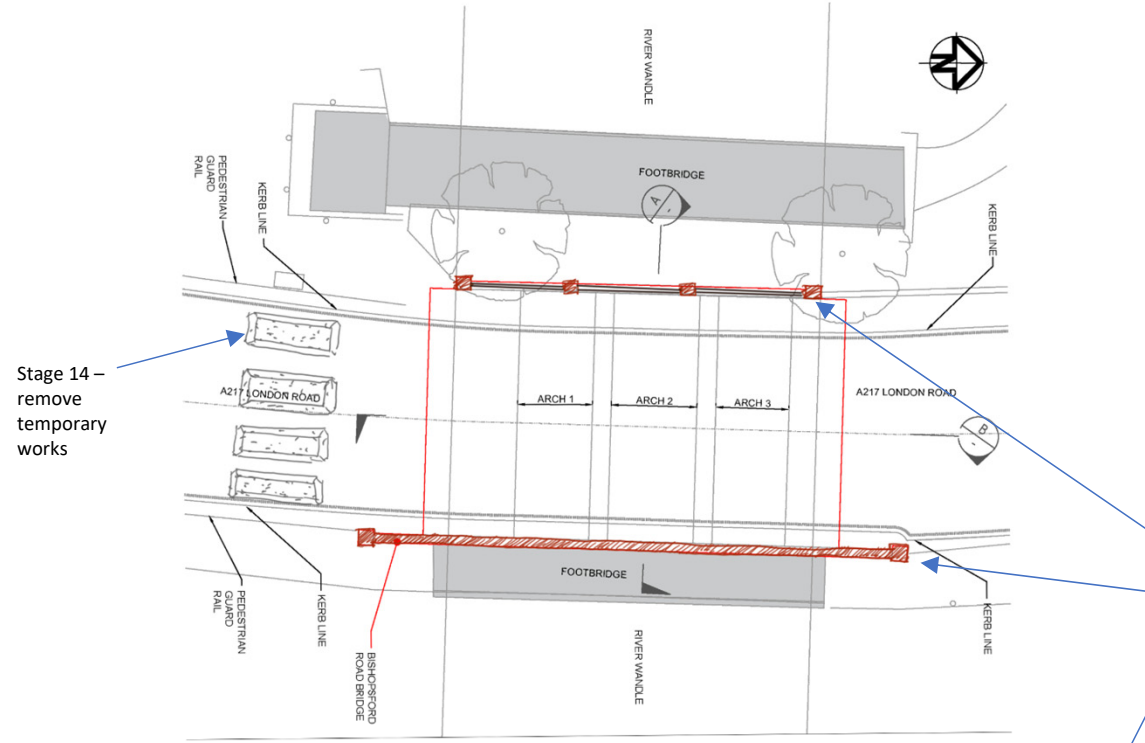 RIVER WANDLE
N
FOOTBRIDGE
A
-
PEDESTRIAN
GUARD
RAIL
KERB LINE
KERB LINE
Stage 14 –
remove
temporary
works
A217 LONDON ROAD
ARCH 1
ARCH 2
ARCH 3
A217 LONDON ROAD
B
-
FOOTBRIDGE
PEDESTRIAN
GUARD
RAIL
KERB LINE
BISHOPSFORD
ROAD BRIDGE
RIVER WANDLE
KERB LINE